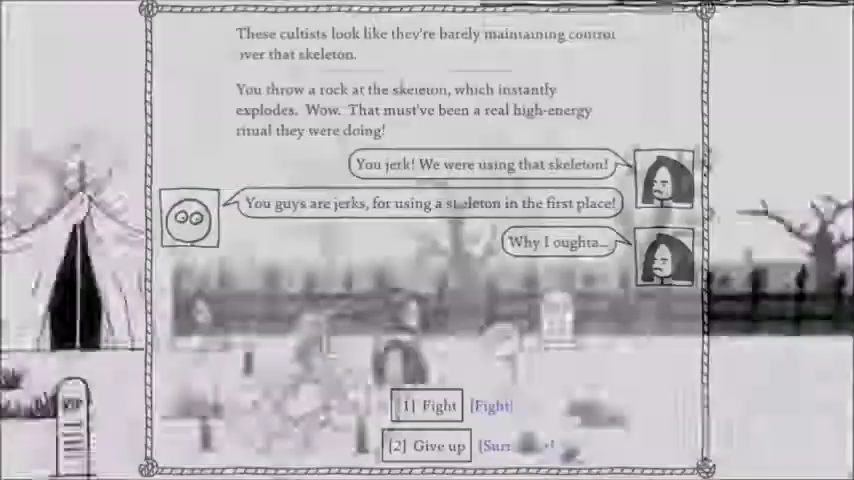 These cultists look like they're barely maintaining control
over that skeleton.
You throw a rock at the skeleton, which instantly
explodes. Wow. That must've been a real high-energy
ritual they were doing!
You jerk! We were using that skeleton!
You guys are jerks, for using a skeleton in the first place!
Why I oughta...
[1] Fight [Fight]
[2] Give up
VIP